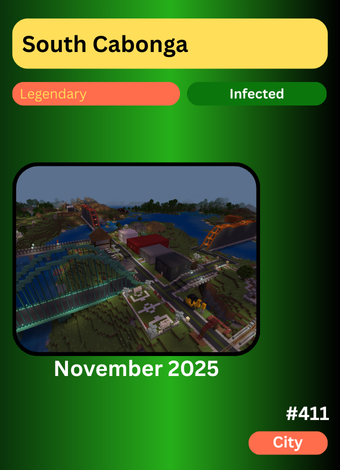 South Cabonga
Legendary
Infected
November 2025
#411
City